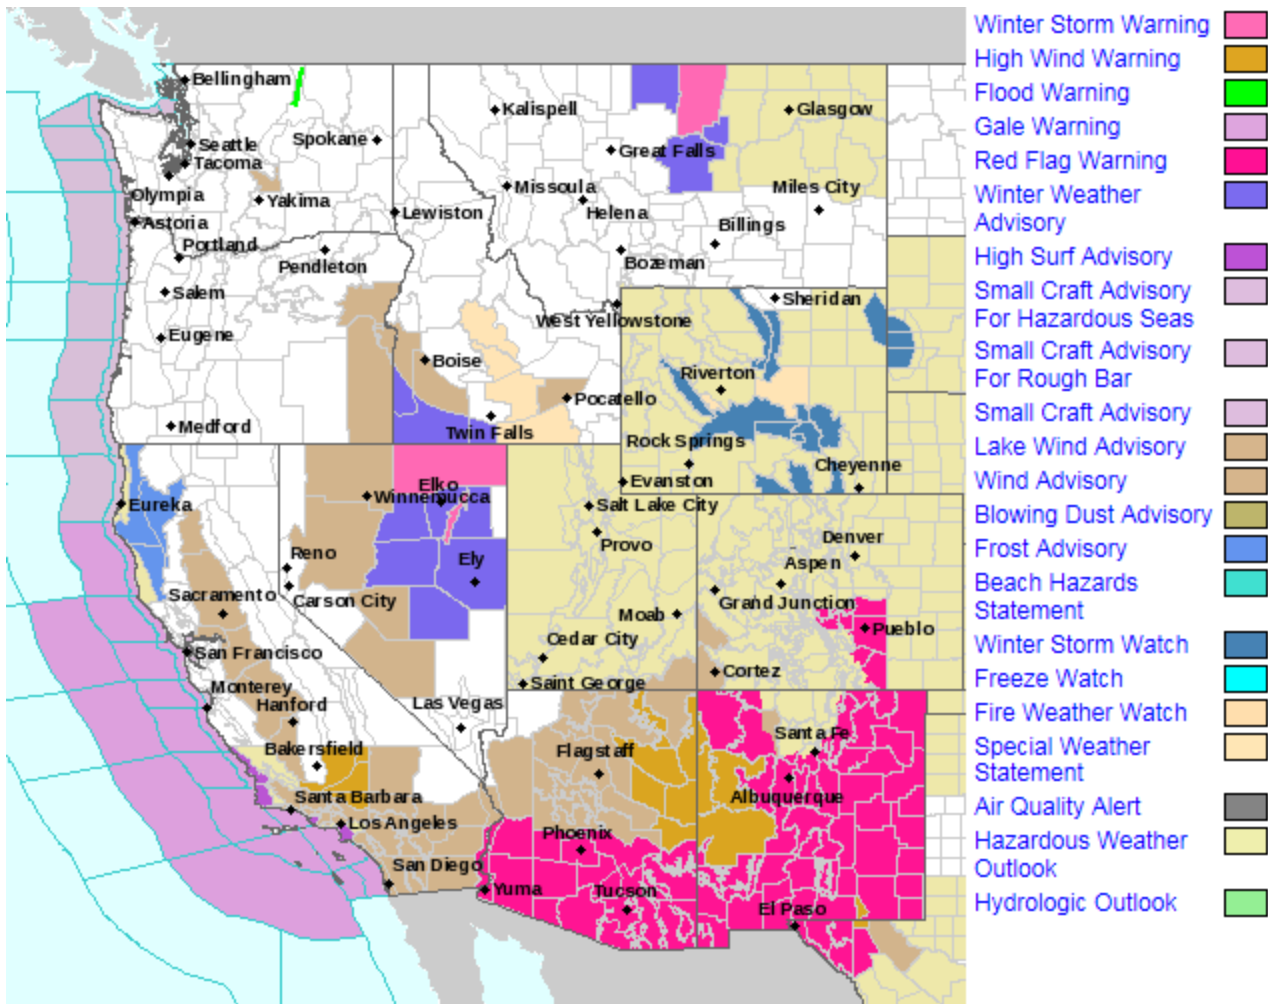 Bellingham
Kalispell
Glasgow
Spokane
Seattle
Great Falls
Tacoma
Olympia
Missoula
Miles City
Yakima
Helena
Lewiston
Astoria
Billings
Portland
Pendleton
Bozeman
Salem
Sheridan
West Yellowstone
Eugene
Boise
Riverton
Pocatello
Medford
Twin Falls
Rock Springs
Cheyenne
Elko
Evanston
Winnemucca
Eureka
Salt Lake City
Denver
Provo
Reno
Ely
Aspen
Sacramento
Carson City
Grand Junction
Moab
Pueblo
Cedar City
San Francisco
Cortez
Saint George
Monterey
Hanford
Las Vegas
Santa Fe
Bakersfield
Flagstaff
Santa Barbara
Albuquerque
Los Angeles
Phoenix
San Diego
Yuma
Tucson
El Paso
Winter Storm Warning
High Wind Warning
Flood Warning
Gale Warning
Red Flag Warning
Winter Weather
Advisory
High Surf Advisory
Small Craft Advisory
For Hazardous Seas
Small Craft Advisory
For Rough Bar
Small Craft Advisory
Lake Wind Advisory
Wind Advisory
Blowing Dust Advisory
Frost Advisory
Beach Hazards
Statement
Winter Storm Watch
Freeze Watch
Fire Weather Watch
Special Weather
Statement
Air Quality Alert
Hazardous Weather
Outlook
Hydrologic Outlook